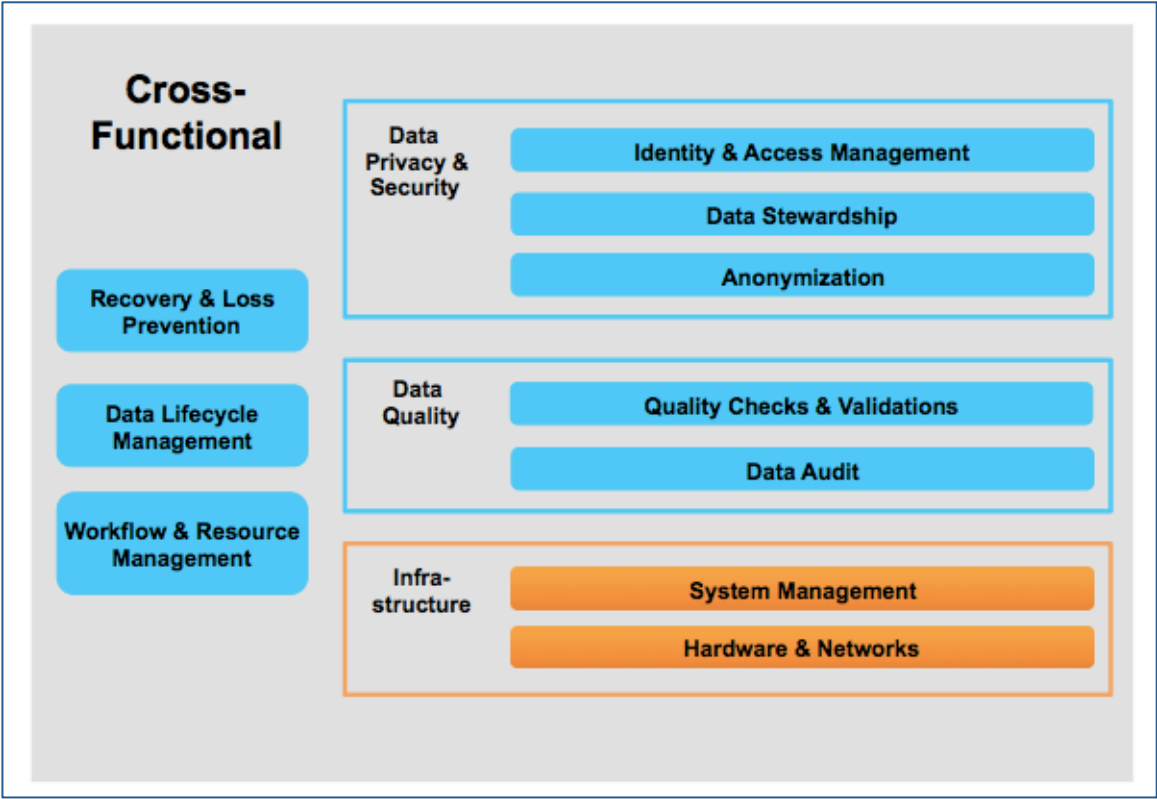 Cross-
Functional
Recovery & Loss
Prevention
Data Lifecycle
Management
Workflow & Resource
Management
Data
Privacy &
Security
Identity & Access Management
Data Stewardship
Anonymization
Data
Quality
Quality Checks & Validations
Data Audit
Infra-
structure
System Management
Hardware & Networks